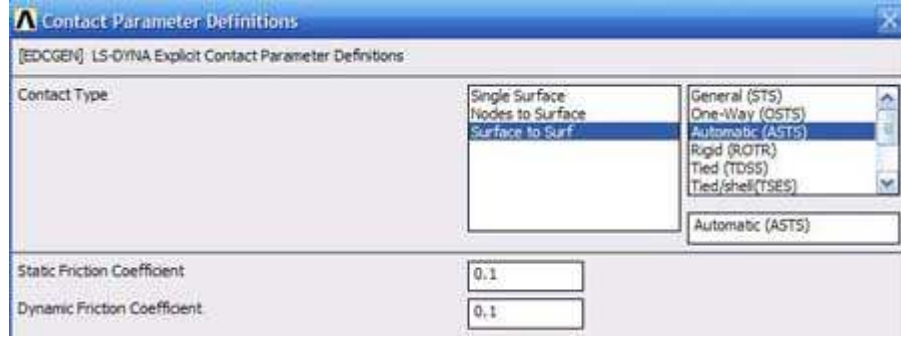 Contact Parameter Definitions
[EDCGEN] LS-DYNA Explicit Contact Parameter Definitions
Contact Type
Single Surface
Nodes to Surface
Surface to Surf
General (STS)
One-Way (OSTS)
Automatic (ASTS)
Rigid (ROTR)
Tied (TDSS)
Tied/shell(TSES)
Automatic (ASTS)
Static Friction Coefficient
0.1
Dynamic Friction Coefficient
0.1